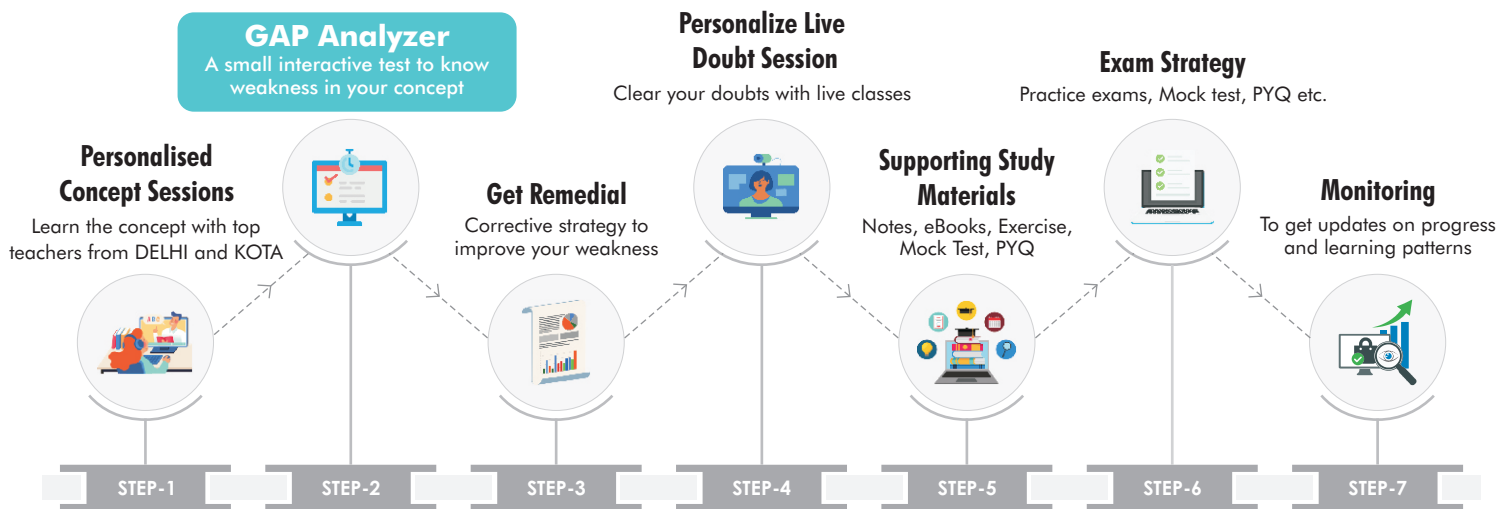 Personalised
Concept Sessions
Learn the concept with top
teachers from DELHI and KOTA
GAP Analyzer
A small interactive test to know
weakness in your concept
Get Remedial
Corrective strategy to
improve your weakness
Personalize Live
Doubt Session
Clear your doubts with live classes
Supporting Study
Materials
Notes, eBooks, Exercise,
Mock Test, PYQ
Exam Strategy
Practice exams, Mock test, PYQ etc.
Monitoring
To get updates on progress
and learning patterns
STEP-1
STEP-2
STEP-3
STEP-4
STEP-5
STEP-6
STEP-7